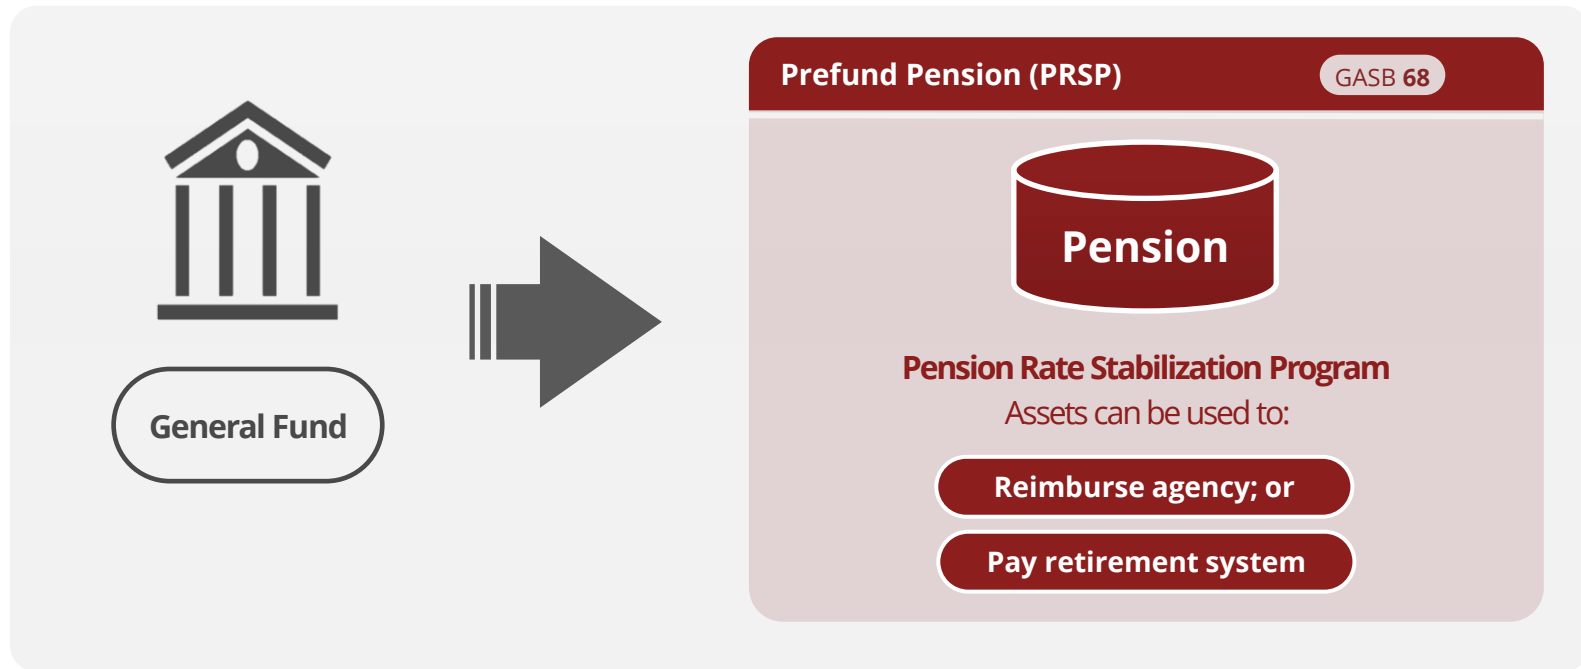 General Fund
Prefund Pension (PRSP)
GASB 68
Pension
Pension Rate Stabilization Program
Assets can be used to:
Reimburse agency; or
Pay retirement system